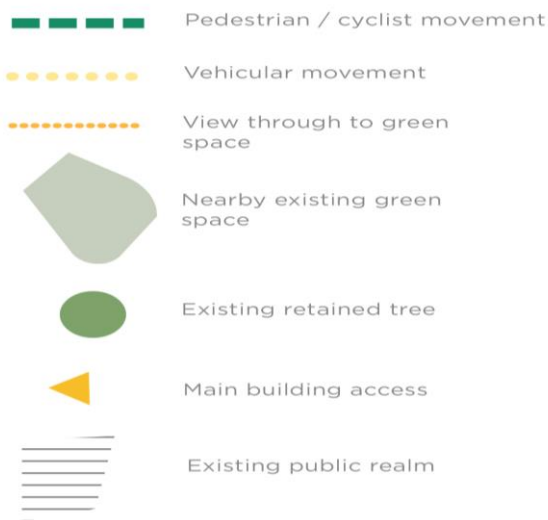 Pedestrian / cyclist movement
Vehicular movement
View through to green
space
Nearby existing green
space
Existing retained tree
Main building access
Existing public realm